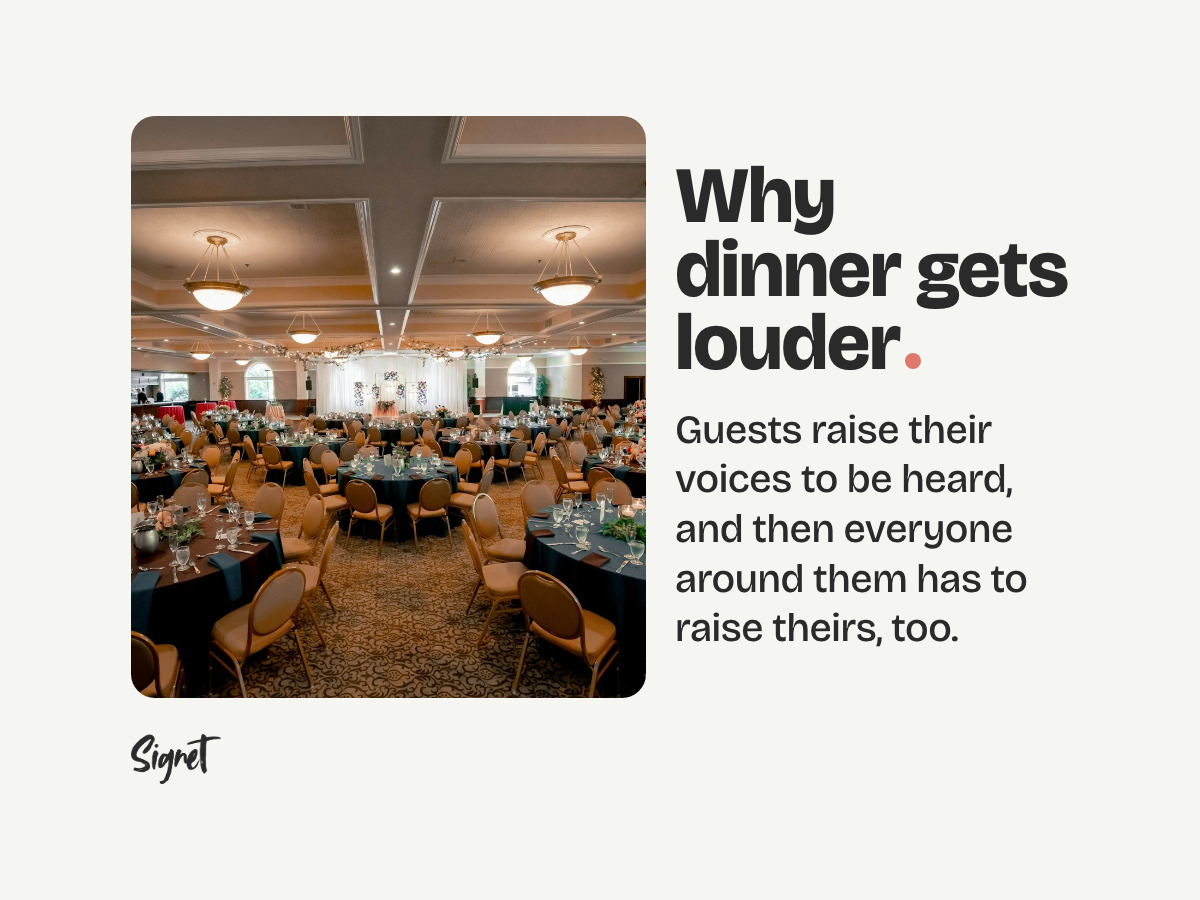 Why
dinner gets
louder.
Guests raise their
voices to be heard,
and then everyone
around them has to
raise theirs, too.
Signet